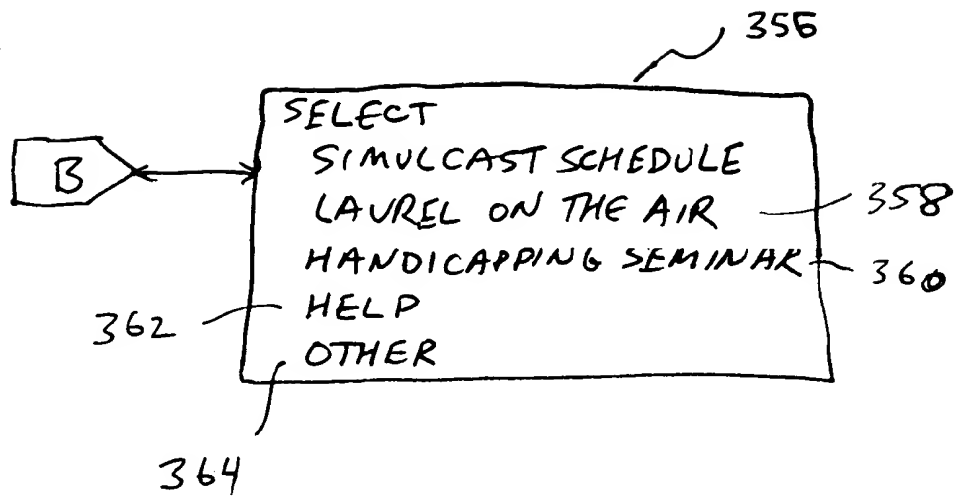 356
SELECT
B
SIMULCAST SCHEDULE
LAUREL ON THE AIR
358
HANDICAPPING SEMINAR
360
HELP
362
OTHER
364